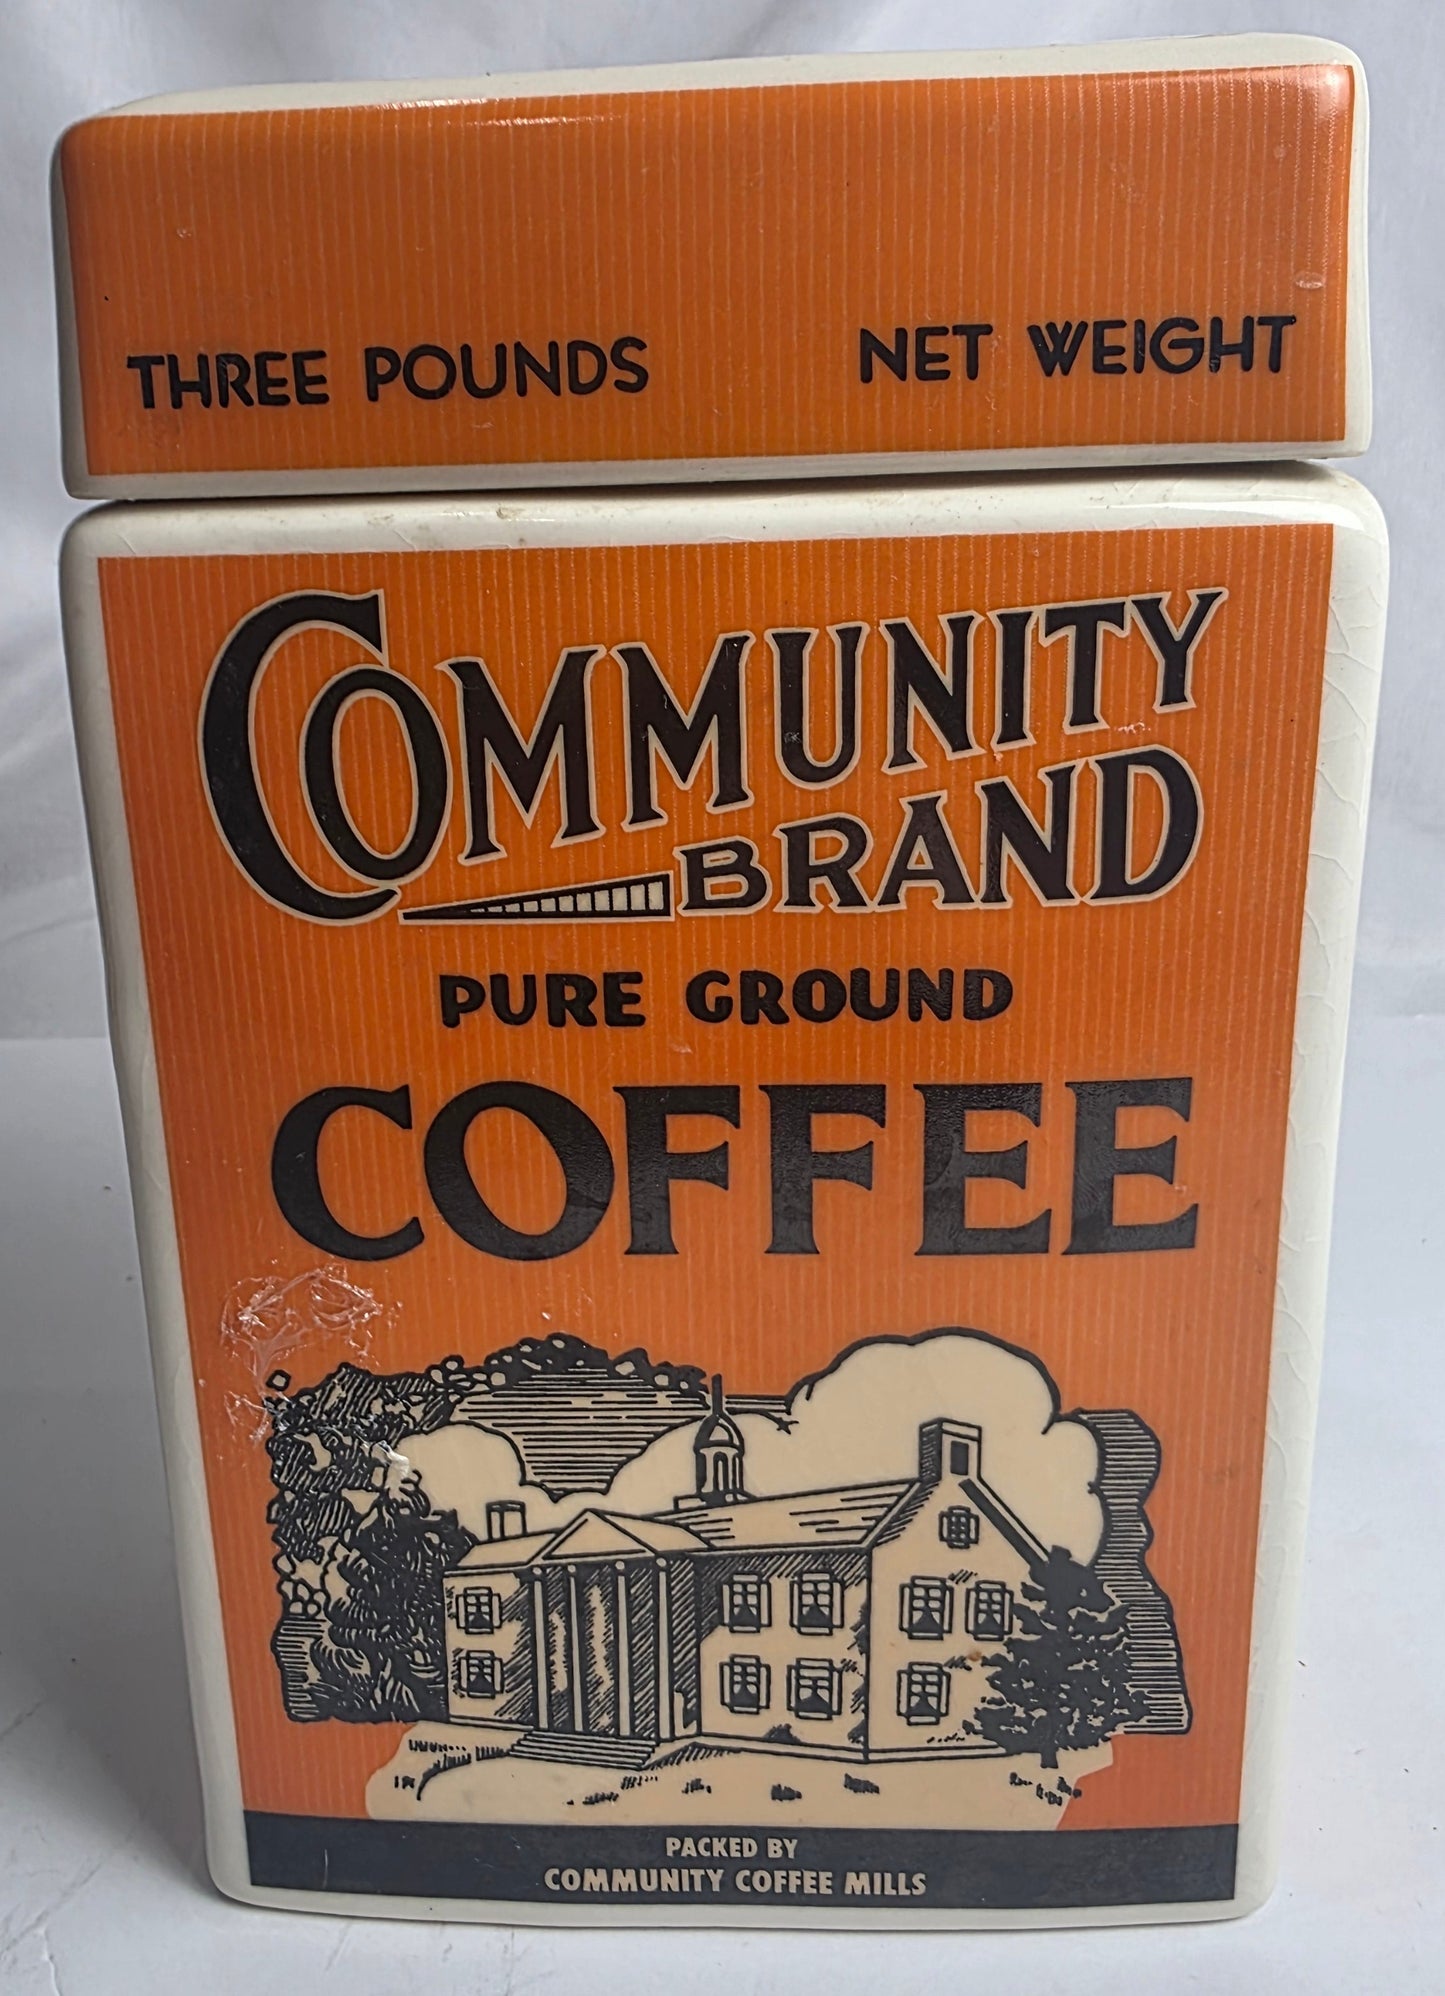 THREE POUNDS NET WEIGHT
COMMUNITY
BRAND
PURE GROUND
COFFEE
PACKED BY
COMMUNITY COFFEE MILLS